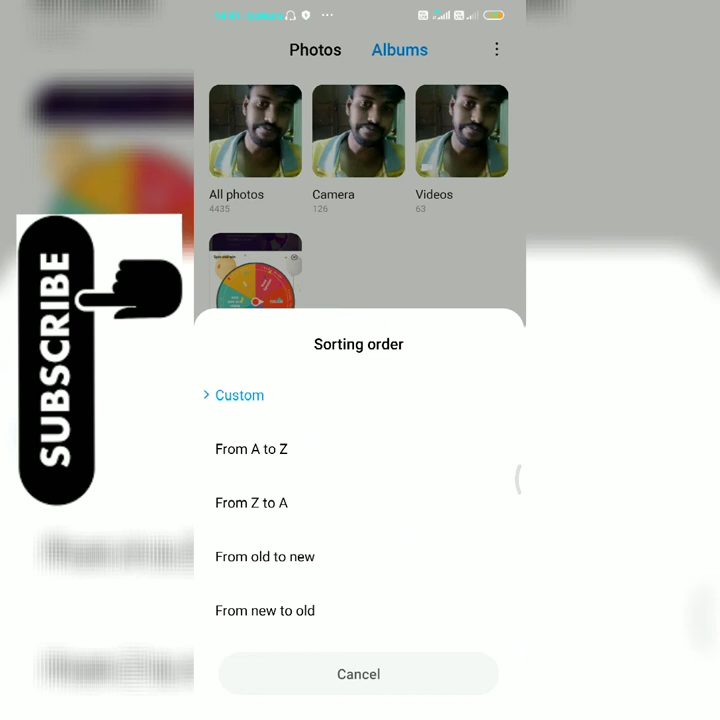 Photos Albums
All photos Camera Videos
4435 126 63
SUBSCRIBE
Sorting order
Custom
From A to Z
From Z to A
From old to new
From new to old
Cancel